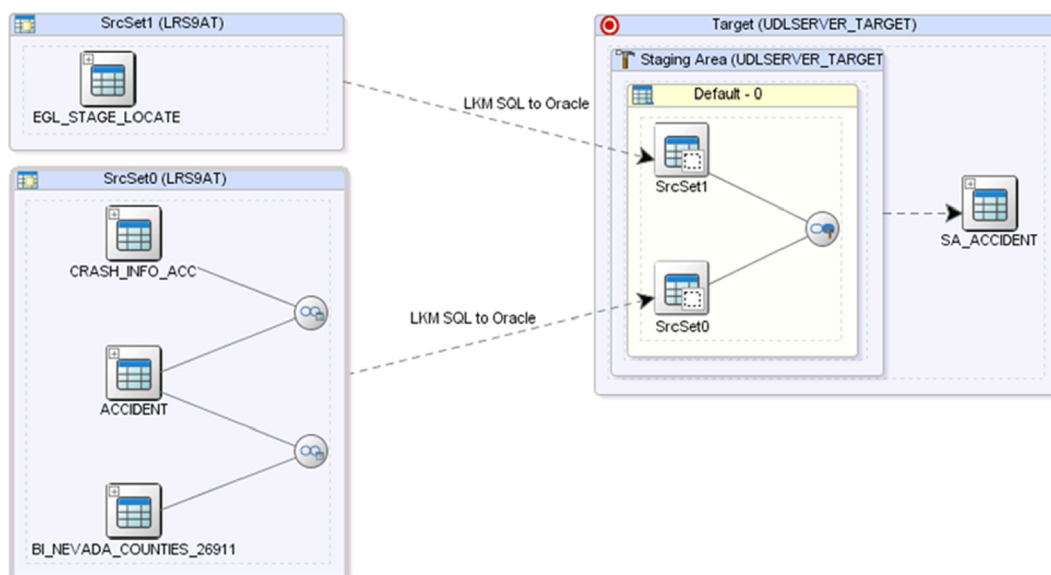 SrcSet1 (LRS9AT)
EGL_STAGE_LOCATE
SrcSet0 (LRS9AT)
CRASH_INFO_ACC
ACCIDENT
BI_NEVADA_COUNTIES_26911
LKM SQL to Oracle
LKM SQL to Oracle
Target (UDLSERVER_TARGET)
Staging Area (UDLSERVER_TARGET
Default - 0
SrcSet1
SrcSet0
SA_ACCIDENT